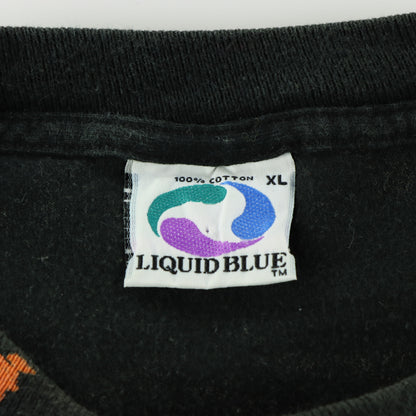 100% COTTON XL
LIQUID BLUE
TM